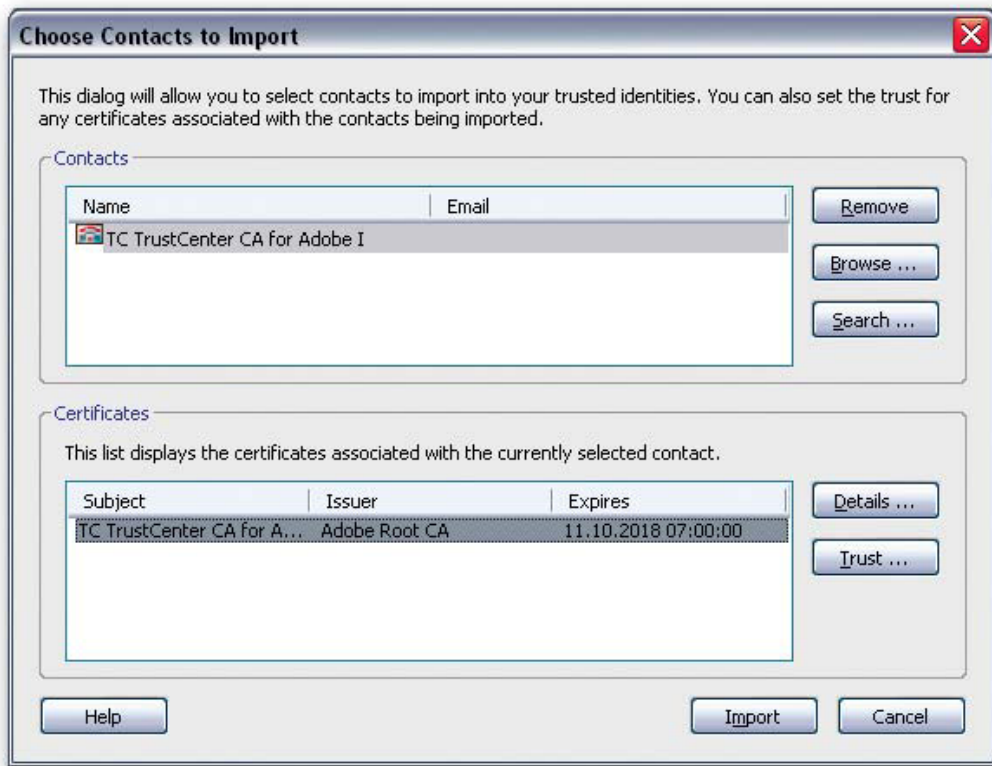 Choose Contacts to Import
This dialog will allow you to select contacts to import into your trusted identities. You can also set the trust for
any certificates associated with the contacts being imported.
Contacts
Name Email
TC TrustCenter CA for Adobe I
Remove
Browse ...
Search ...
Certificates
This list displays the certificates associated with the currently selected contact.
Subject Issuer Expires
TC TrustCenter CA for A... Adobe Root CA 11.10.2018 07:00:00
Details ...
Trust ...
Help Import Cancel